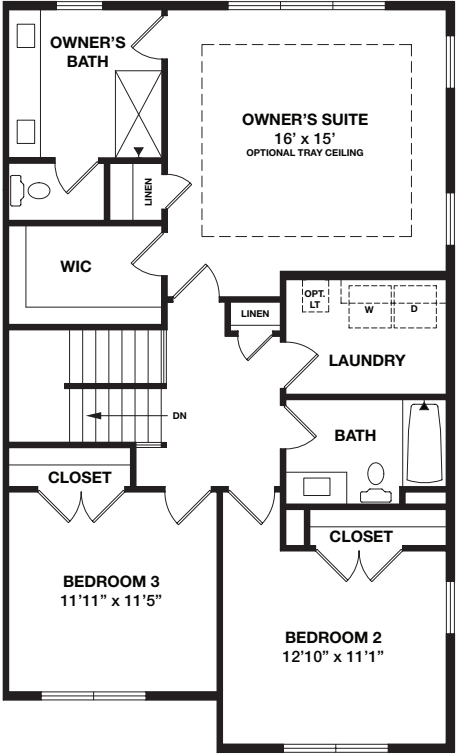 OWNER'S
BATH
OWNER'S SUITE
16' x 15'
OPTIONAL TRAY CEILING
LINEN
WIC
OPT.
LT
W
D
LINEN
LAUNDRY
DN
BATH
CLOSET
CLOSET
BEDROOM 3
11'11” x 11'5”
BEDROOM 2
12'10” x 11'1”